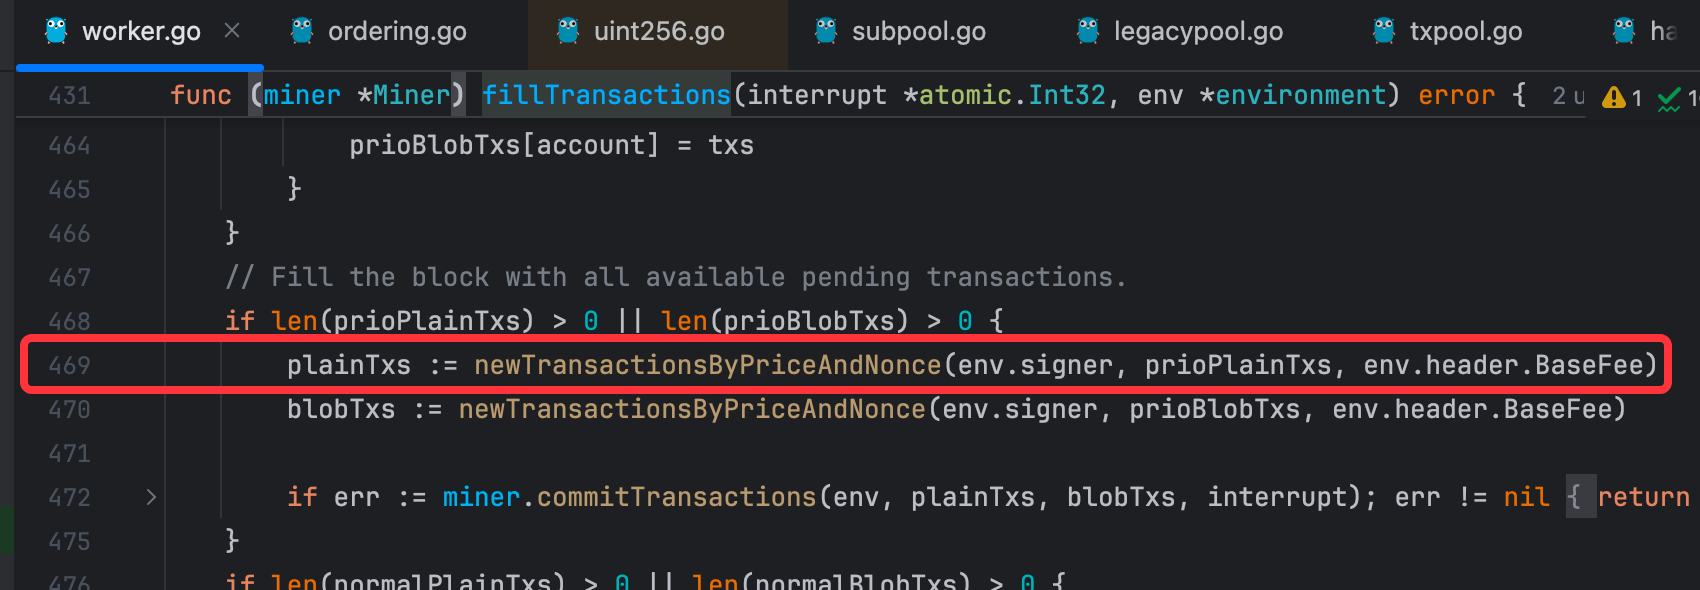 worker.go × ordering.go uint256.go subpool.go legacypool.go txpool.go ha
431 func (miner *Miner) fillTransactions(interrupt *atomic.Int32, env *environment) error { 2 u 1
464 prioBlobTxs[account] = txs
465 }
466 }
467 // Fill the block with all available pending transactions.
468 if len(prioPlainTxs) > 0 || len(prioBlobTxs) > 0 {
469 plainTxs := newTransactionsByPriceAndNonce(env.signer, prioPlainTxs, env.header.BaseFee)
470 blobTxs := newTransactionsByPriceAndNonce(env.signer, prioBlobTxs, env.header.BaseFee)
471
472 if err := miner.commitTransactions(env, plainTxs, blobTxs, interrupt); err != nil { return
475 }
476 if len(normalPlainTxs) > 0 || len(normalBlobTxs) > 0 {